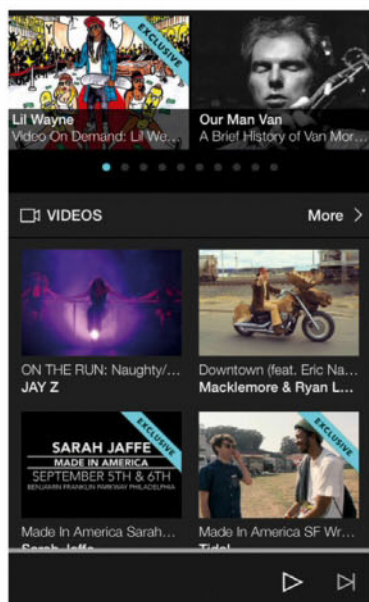 EXCLUSIVE
Lil Wayne
Video On Demand: Lil We...
Our Man Van
A Brief History of Van Mor...
VIDEOS
More >
ON THE RUN: Naughty/...
JAY Z
Downtown (feat. Eric Na...
Macklemore & Ryan L...
EXCLUSIVE
SARAH JAFFE
MADE IN AMERICA
SEPTEMBER 5TH & 6TH
BENJAMIN FRANKLIN PARKWAY PHILADELPHIA
EXCLUSIVE
Made In America Sarah...
Sarah Jaffe
Made In America SF Wr...
Tidal